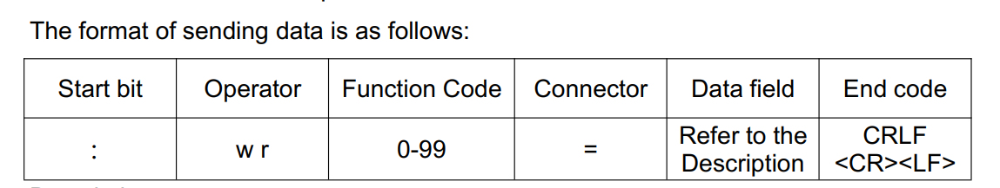 The format of sending data is as follows:
Start bit Operator Function Code Connector Data field End code
: w r 0-99 = Refer to the Description CRLF <CR><LF>